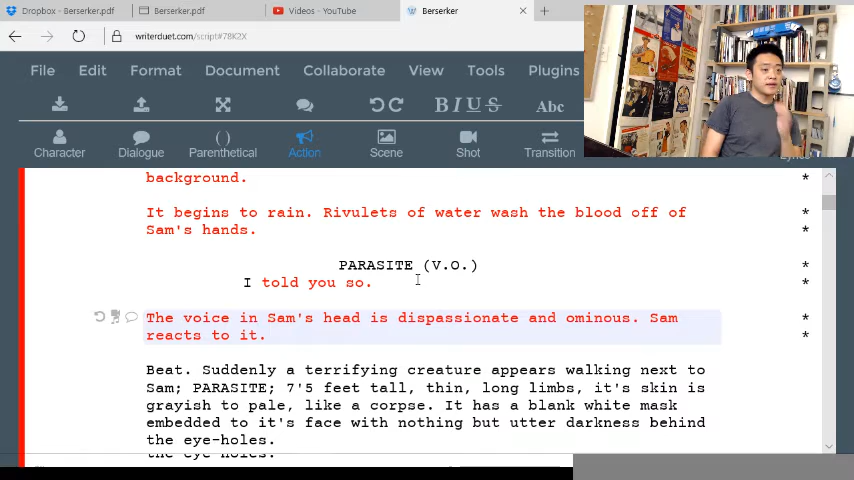 Dropbox - Berserker.pdf
Berserker.pdf
Videos - YouTube
Berserker
writerduet.com/script#78K2X
File Edit Format Document Collaborate View Tools Plugins
B I U S Abc
Character Dialogue Parenthetical Action Scene Shot Transition
background.
It begins to rain. Rivulets of water wash the blood off of *
Sam's hands. *
PARASITE (V.O.) *
I told you so. *
The voice in Sam's head is dispassionate and ominous. Sam *
reacts to it. *
Beat. Suddenly a terrifying creature appears walking next to
Sam; PARASITE; 7'5 feet tall, thin, long limbs, it's skin is
grayish to pale, like a corpse. It has a blank white mask
embedded to it's face with nothing but utter darkness behind
the eye-holes.
the eye-holes.